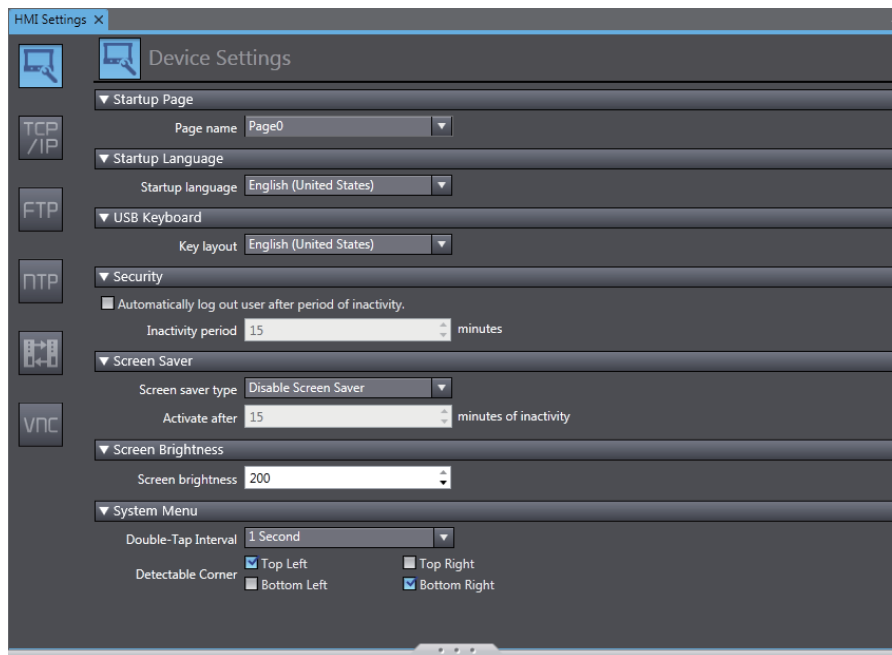 HMI Settings
Device Settings
Startup Page
Page name Page0
TCP
/IP
Startup Language
Startup language English (United States)
FTP
USB Keyboard
Key layout English (United States)
NTP
Security
Automatically log out user after period of inactivity.
Inactivity period 15 minutes
Screen Saver
Screen saver type Disable Screen Saver
Activate after 15 minutes of inactivity
VNC
Screen Brightness
Screen brightness 200
System Menu
Double-Tap Interval 1 Second
Detectable Corner
Top Left Top Right
Bottom Left Bottom Right